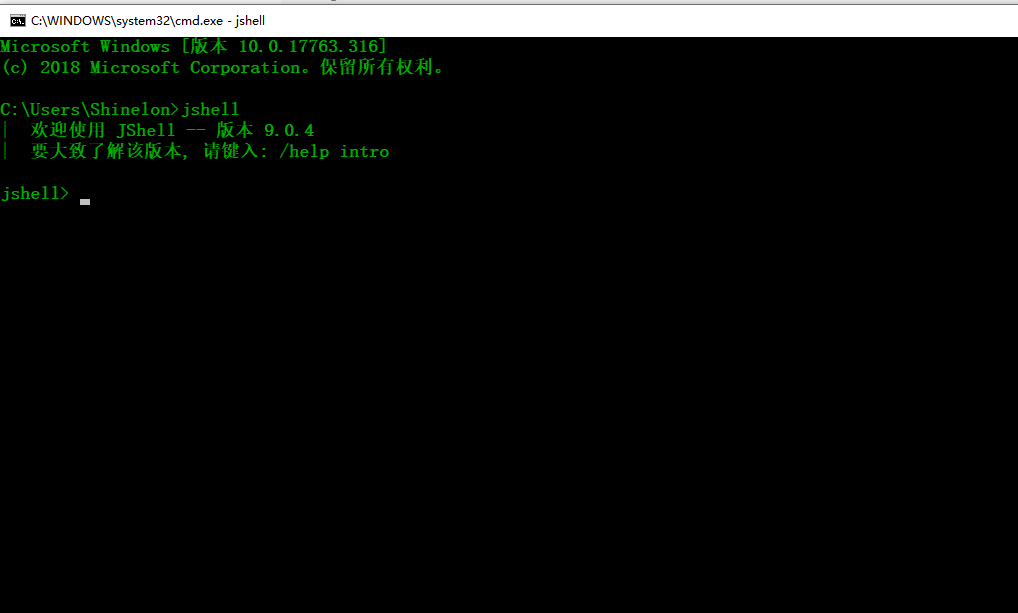 C:\WINDOWS\system32\cmd.exe - jshell
Microsoft Windows [版本 10.0.17763.316]
(c) 2018 Microsoft Corporation。保留所有权利。
C:\Users\Shinelon>jshell
|  欢迎使用 JShell -- 版本 9.0.4
|  要大致了解该版本, 请键入: /help intro
jshell>